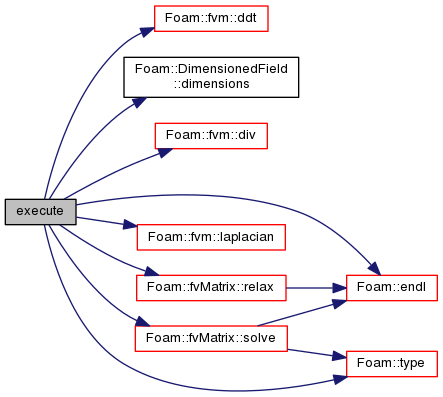 Foam::fvm::ddt
Foam::DimensionedField
::dimensions
Foam::fvm::div
execute
Foam::fvm::laplacian
Foam::fvMatrix::relax
Foam::endl
Foam::fvMatrix::solve
Foam::type